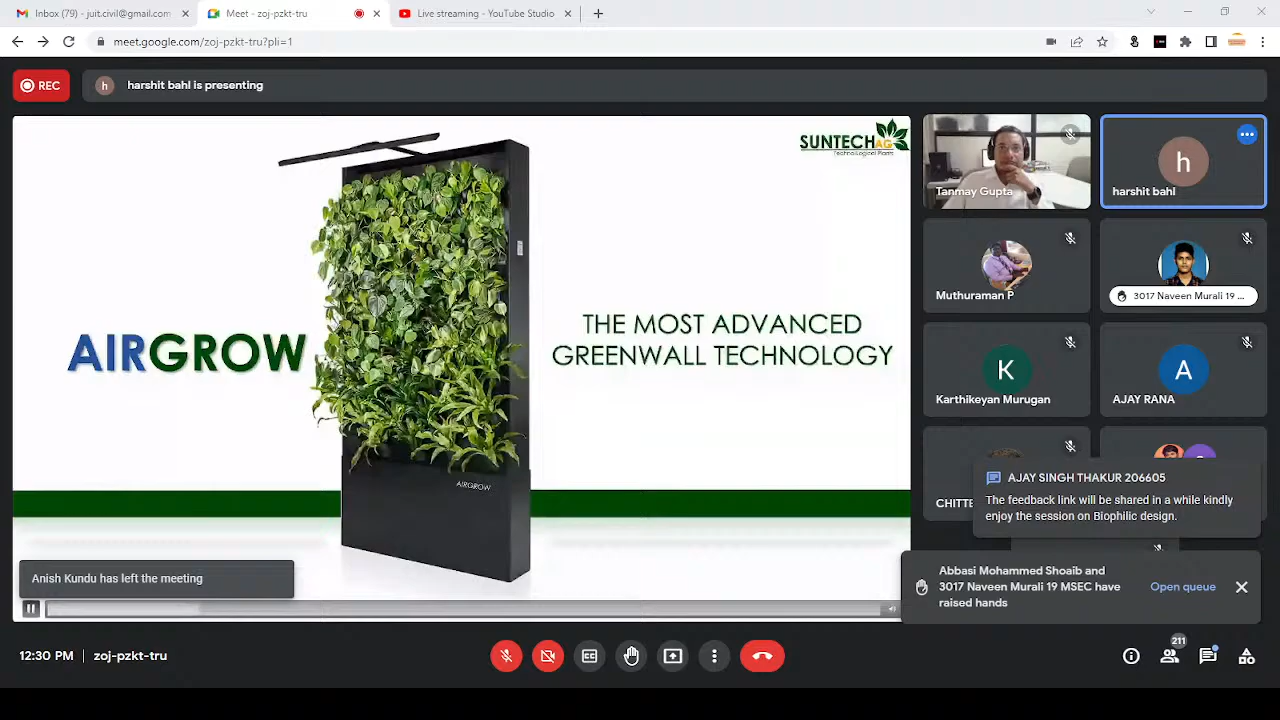 Inbox (79) - juit.civil@gmail.com
Meet - zoj-pzkt-tru
Live streaming - YouTube Studio
meet.google.com/zoj-pzkt-tru?pli=1
REC
h
harshit bahl is presenting
SUNTECH AG
TechnoLogical Plants
AIRGROW
THE MOST ADVANCED
GREENWALL TECHNOLOGY
AIRGROW
Tanmay Gupta
h
harshit bahl
Muthuraman P
3017 Naveen Murali 19 ...
K
Karthikeyan Murugan
A
AJAY RANA
CHITTE
AJAY SINGH THAKUR 206605
The feedback link will be shared in a while kindly
enjoy the session on Biophilic design.
Anish Kundu has left the meeting
Abbasi Mohammed Shoaib and
3017 Naveen Murali 19 MSEC have
raised hands
Open queue
12:30 PM
zoj-pzkt-tru
211